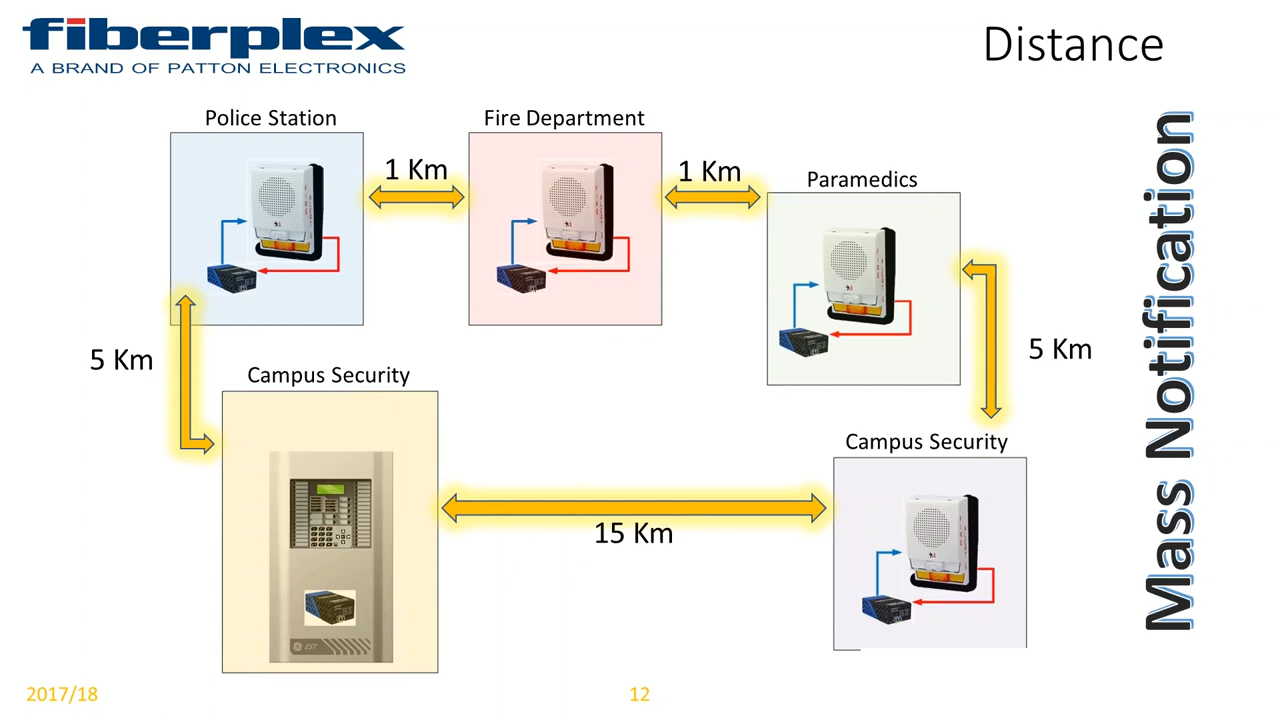 fiberplex
A BRAND OF PATTON ELECTRONICS
Distance
Police Station
Fire Department
1 Km
1 Km
Paramedics
5 Km
5 Km
Campus Security
Campus Security
15 Km
Mass Notification
EST
2017/18
12